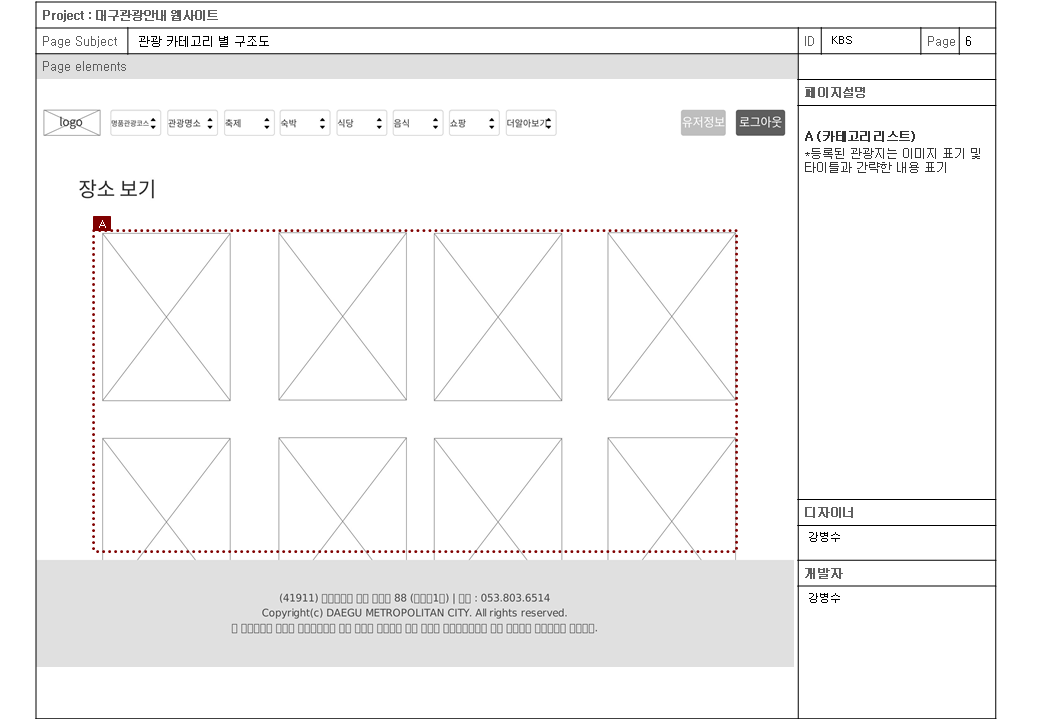 Project : 대구관광안내 웹사이트
Page Subject 관광 카테고리 별 구조도 ID KBS Page 6
Page elements
페이지설명
logo 명품관광코스 관광명소 축제 숙박 식당 음식 쇼팡 더알아보기 유저정보 로그아웃
A (카테고리 리스트)
*등록된 관광지는 이미지 표기 및
타이틀과 간략한 내용 표기
장소 보기
A
디자이너
강병수
개발자
강병수
(41911) 88 ( 1 ) | : 053.803.6514
Copyright(c) DAEGU METROPOLITAN CITY. All rights reserved.